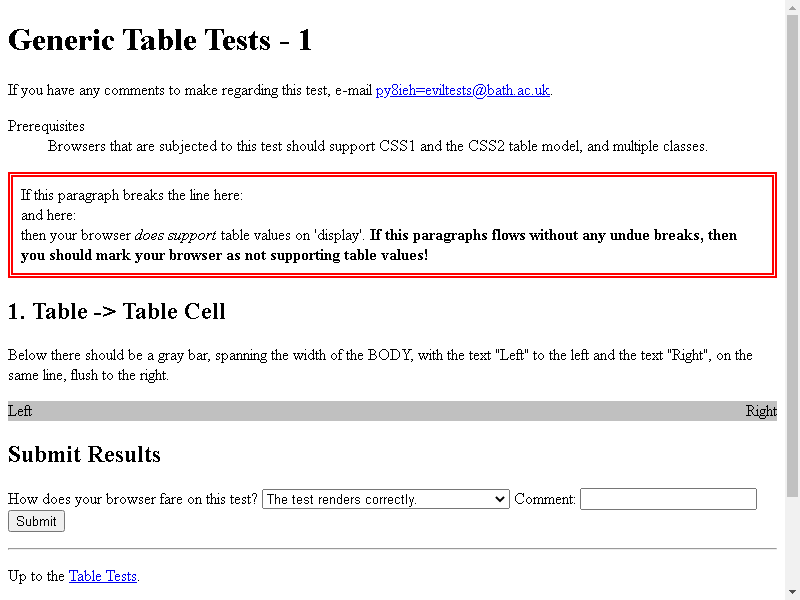 Generic Table Tests - 1
If you have any comments to make regarding this test, e-mail py8ieh=eviltests@bath.ac.uk.
Prerequisites
Browsers that are subjected to this test should support CSS1 and the CSS2 table model, and multiple classes.
If this paragraph breaks the line here:
and here:
then your browser does support table values on 'display'. If this paragraphs flows without any undue breaks, then
you should mark your browser as not supporting table values!
1. Table -> Table Cell
Below there should be a gray bar, spanning the width of the BODY, with the text "Left" to the left and the text "Right", on the
same line, flush to the right.
Left Right
Submit Results
How does your browser fare on this test? The test renders correctly. Comment:
Submit
Up to the Table Tests.